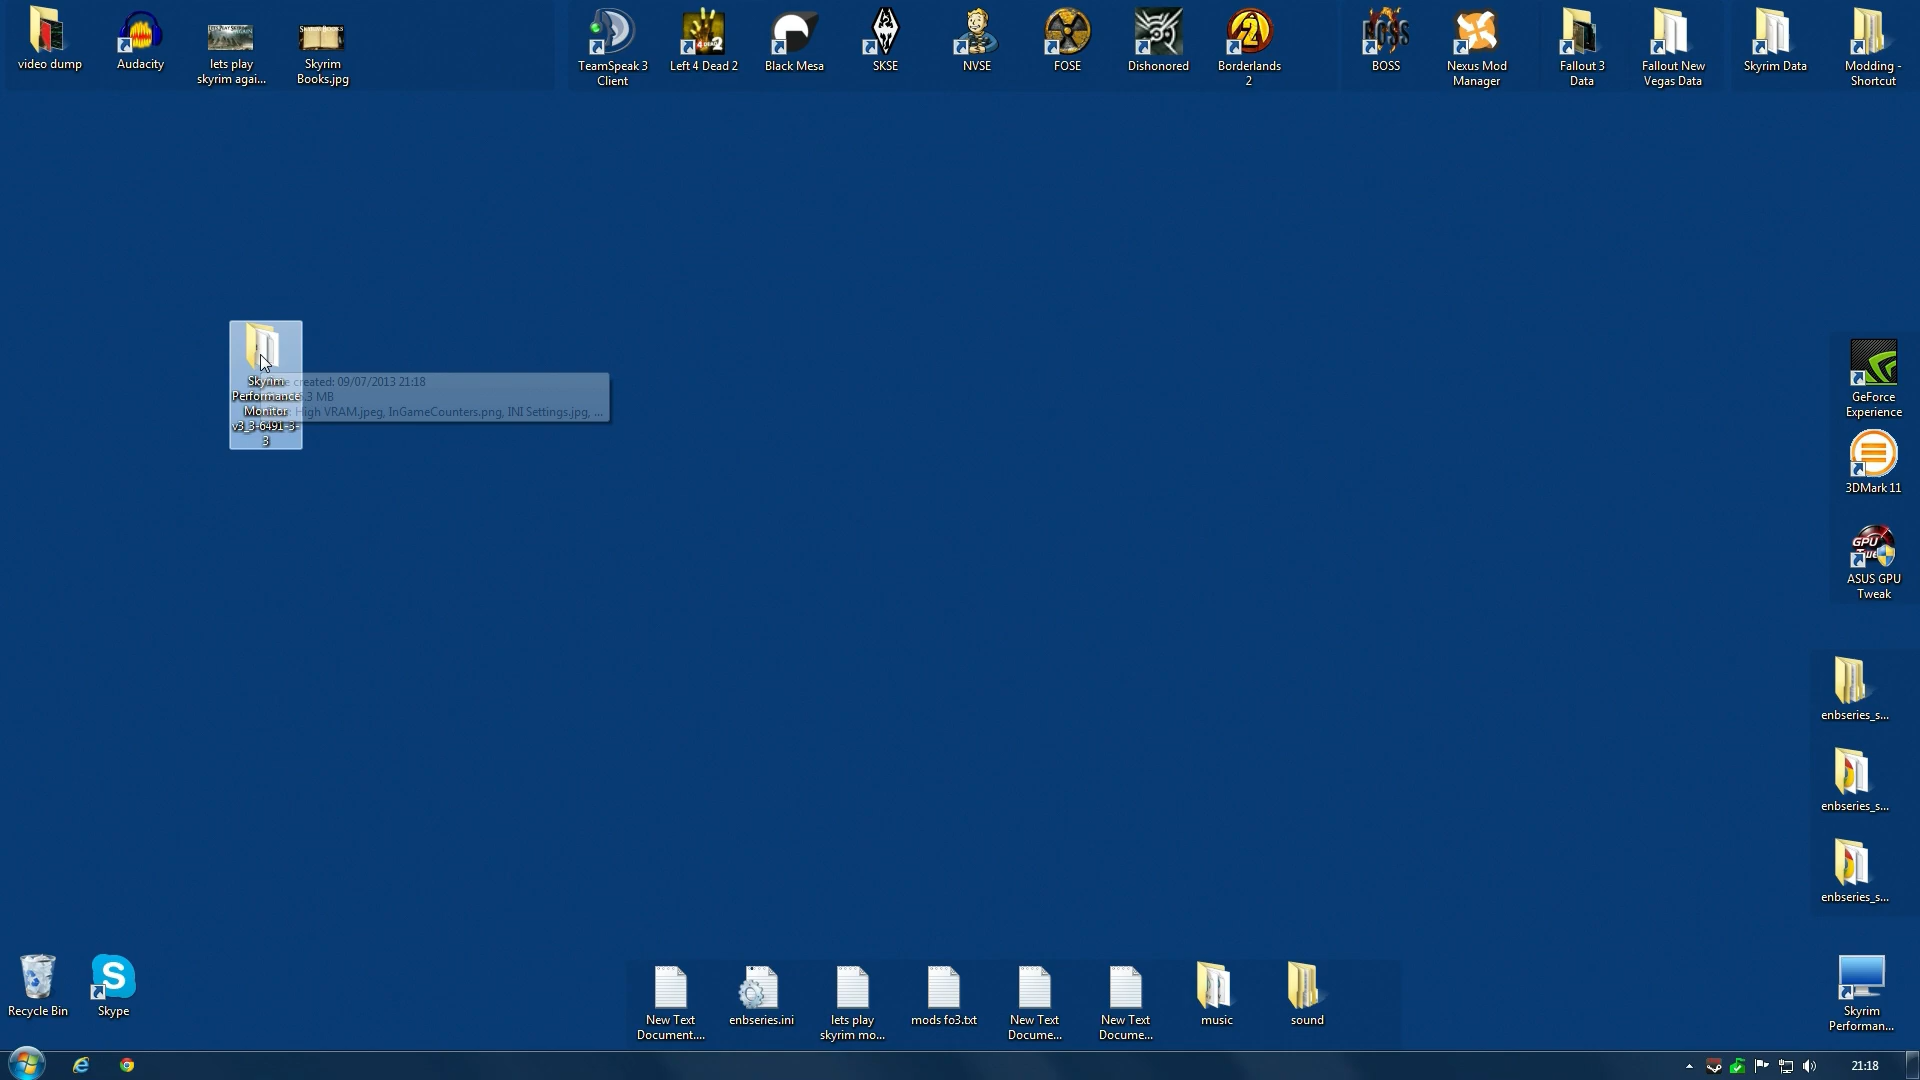 video dump
Audacity
lets play
skyrim agai...
Skyrim
Books.jpg
TeamSpeak 3
Client
Left 4 Dead 2
Black Mesa
SKSE
NVSE
FOSE
Dishonored
Borderlands
2
BOSS
Nexus Mod
Manager
Fallout 3
Data
Fallout New
Vegas Data
Skyrim Data
Modding -
Shortcut
Skyrim
Performance
Monitor
v3_3-6491-3-
3
created: 09/07/2013 21:18
.3 MB
High VRAM.jpeg, InGameCounters.png, INI Settings.jpg, ...
GeForce
Experience
3DMark 11
GPU
ASUS GPU
Tweak
enbseries_s...
enbseries_s...
enbseries_s...
Recycle Bin
Skype
New Text
Document....
enbseries.ini
lets play
skyrim mo...
mods fo3.txt
New Text
Docume...
New Text
Docume...
music
sound
Skyrim
Performan...
21:18